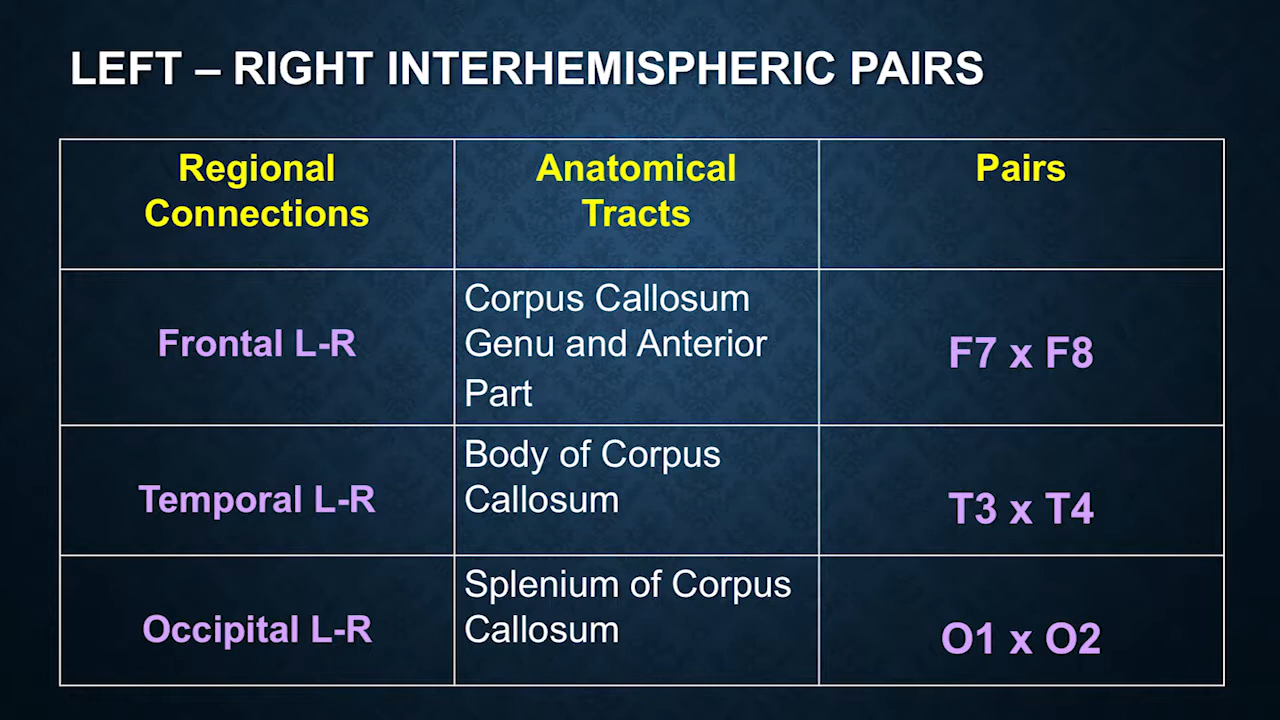 LEFT – RIGHT INTERHEMISPHERIC PAIRS
Regional
Connections
Anatomical
Tracts
Pairs
Frontal L-R
Corpus Callosum
Genu and Anterior
Part
F7 x F8
Temporal L-R
Body of Corpus
Callosum
T3 x T4
Occipital L-R
Splenium of Corpus
Callosum
O1 x O2